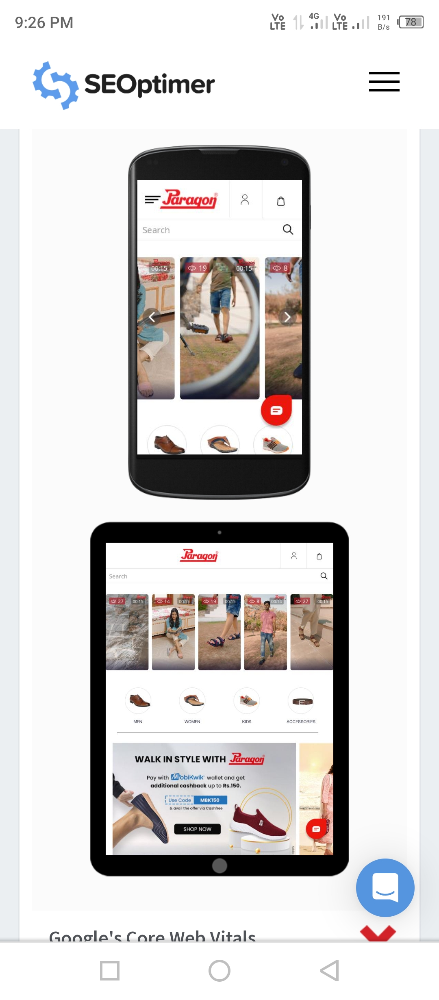 9:26 PM
Vo LTE 4G Vo LTE 191 B/s 78
SEOptimer
Paragon®
Search
00:15 19 00:15 8
Paragon
Search
27 00:15 14 00:15 19 00:15 8 00:14 27 00:15
MEN WOMEN KIDS ACCESSORIES
WALK IN STYLE WITH Paragon
Pay with MobiKwik wallet and get
additional cashback up to Rs.150.
Use Code MBK150
& avail the offer via Cashfree
SHOP NOW
Apply
Google's Core Web Vitals